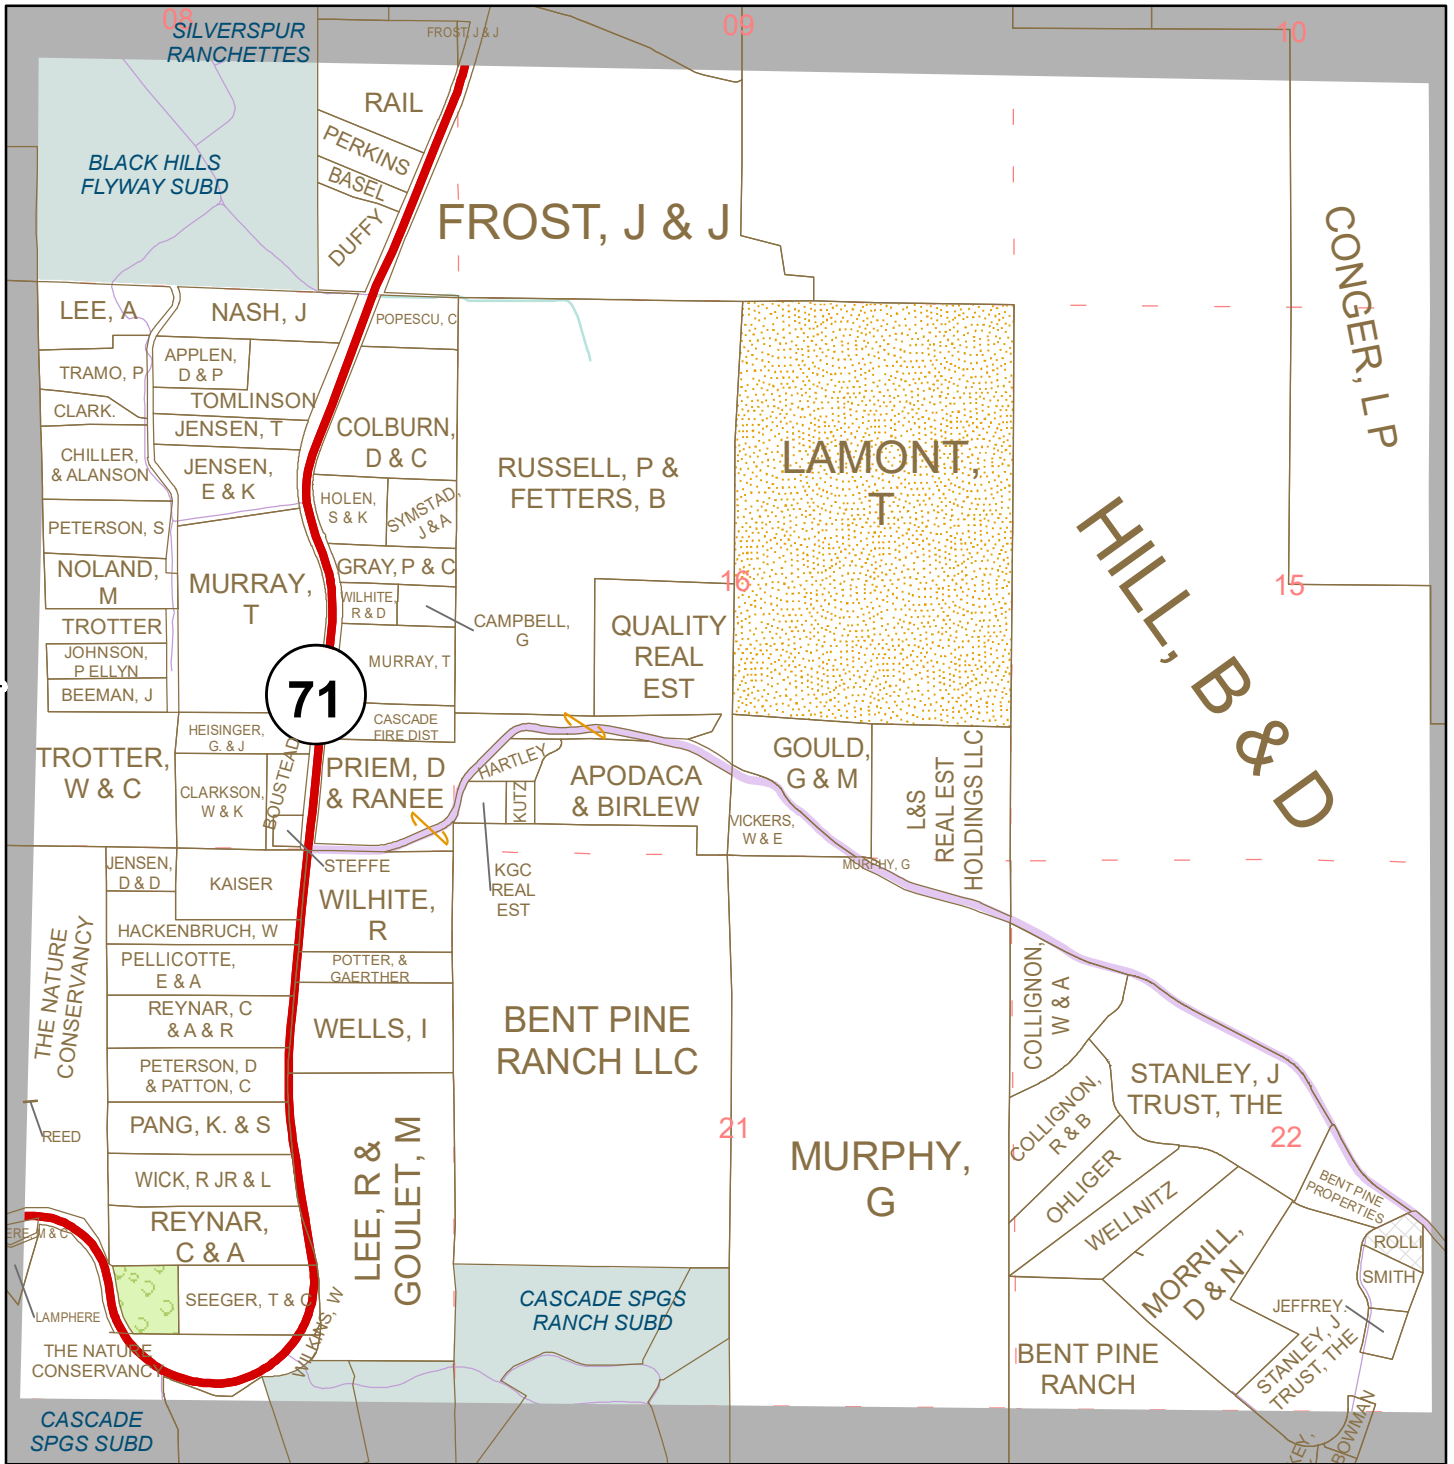 08
SILVERSPUR
RANCHETTES
FROST, J & J
09
10
RAIL
PERKINS
BASEL
DUFFY
BLACK HILLS
FLYWAY SUBD
FROST, J & J
CONGER, L P
LEE, A
NASH, J
POPESCU, C
TRAMO, P
APPLEN,
D & P
TOMLINSON
CLARK.
JENSEN, T
COLBURN,
D & C
CHILLER,
& ALANSON
JENSEN,
E & K
RUSSELL, P &
FETTERS, B
LAMONT,
T
HOLEN,
S & K
SYMSTAD,
J & A
PETERSON, S
GRAY, P & C
NOLAND,
M
MURRAY,
T
WILHITE,
R & D
CAMPBELL,
G
16
15
HILL, B & D
TROTTER
QUALITY
REAL
EST
JOHNSON,
P ELLYN
MURRAY, T
BEEMAN, J
71
CASCADE
FIRE DIST
HEISINGER,
G. & J
TROTTER,
W & C
BOUSTEAD
PRIEM, D
& RANEE
HARTLEY
KUTZ
APODACA
& BIRLEW
GOULD,
G & M
L&S
REAL EST
HOLDINGS LLC
CLARKSON,
W & K
VICKERS,
W & E
STEFFE
KGC
REAL
EST
MURPHY, G
JENSEN,
D & D
KAISER
WILHITE,
R
HACKENBRUCH, W
THE NATURE
CONSERVANCY
PELLICOTTE,
E & A
POTTER, &
GAERTHER
COLLIGNON,
W & A
REYNAR, C
& A & R
WELLS, I
BENT PINE
RANCH LLC
PETERSON, D
& PATTON, C
STANLEY, J
TRUST, THE
COLLIGNON,
R & B
PANG, K. & S
REED
21
22
LEE, R &
GOULET, M
MURPHY,
G
WICK, R JR & L
OHLIGER
WELLNITZ
BENT PINE
PROPERTIES
REYNAR,
C & A
ERE, M & C
ROLLI
MORRILL,
D & N
SMITH
SEEGER, T & C
LAMPHERE
WILKINS, W
CASCADE SPGS
RANCH SUBD
JEFFREY.
THE NATURE
CONSERVANCY
BENT PINE
RANCH
STANLEY, J
TRUST, THE
CASCADE
SPGS SUBD
KEY,
BOWMAN